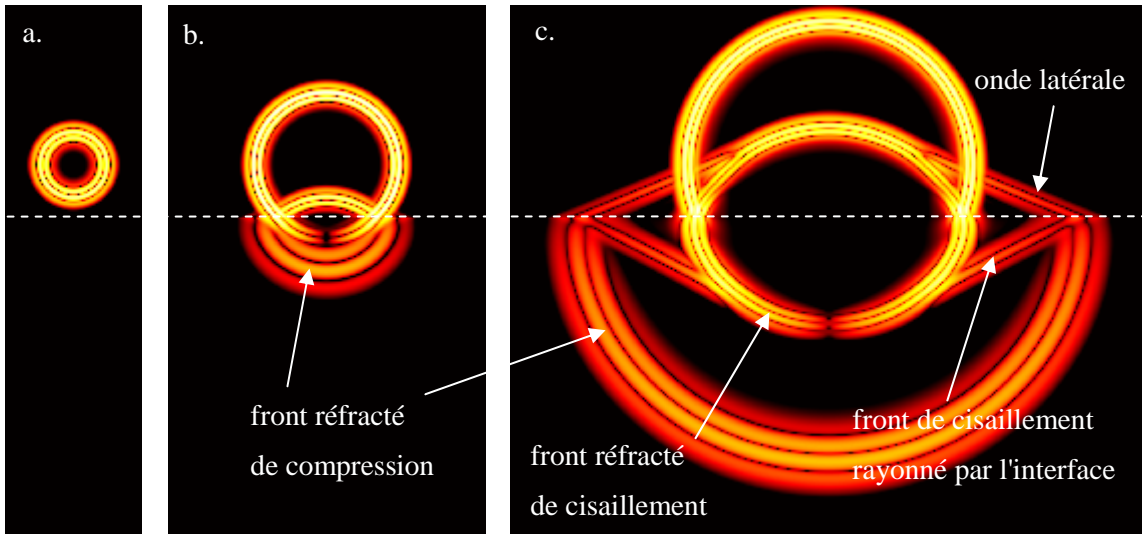 a.
b.
c.
onde latérale
front réfracté
de compression
front réfracté
de cisaillement
front de cisaillement
rayonné par l'interface